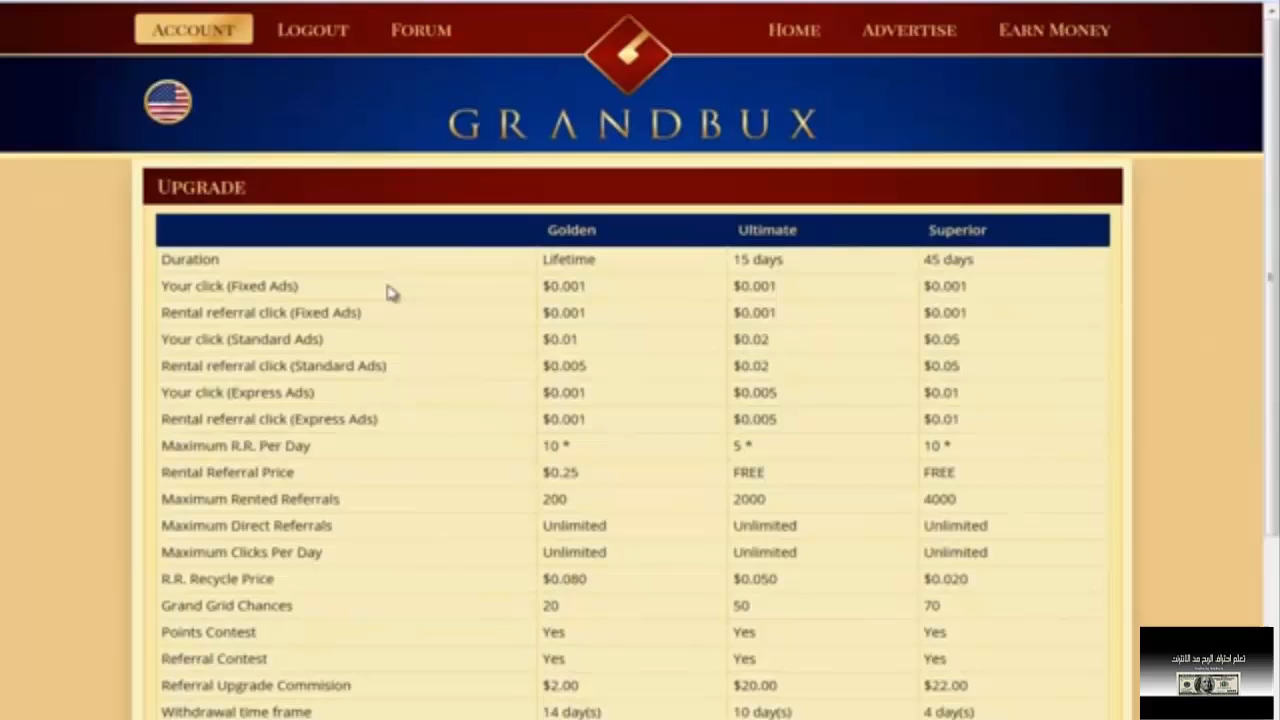 Account Logout Forum Home Advertise Earn Money
GRANDBUX
Upgrade
Golden Ultimate Superior
Duration Lifetime 15 days 45 days
Your click (Fixed Ads) $0.001 $0.001 $0.001
Rental referral click (Fixed Ads) $0.001 $0.001 $0.001
Your click (Standard Ads) $0.01 $0.02 $0.05
Rental referral click (Standard Ads) $0.005 $0.02 $0.05
Your click (Express Ads) $0.001 $0.005 $0.01
Rental referral click (Express Ads) $0.001 $0.005 $0.01
Maximum R.R. Per Day 10 * 5 * 10 *
Rental Referral Price $0.25 FREE FREE
Maximum Rented Referrals 200 2000 4000
Maximum Direct Referrals Unlimited Unlimited Unlimited
Maximum Clicks Per Day Unlimited Unlimited Unlimited
R.R. Recycle Price $0.080 $0.050 $0.020
Grand Grid Chances 20 50 70
Points Contest Yes Yes Yes
Referral Contest Yes Yes Yes
Referral Upgrade Commision $2.00 $20.00 $22.00
تعلم احتراف الربح من الانترنت
Withdrawal time frame 14 day(s) 10 day(s) 4 day(s)